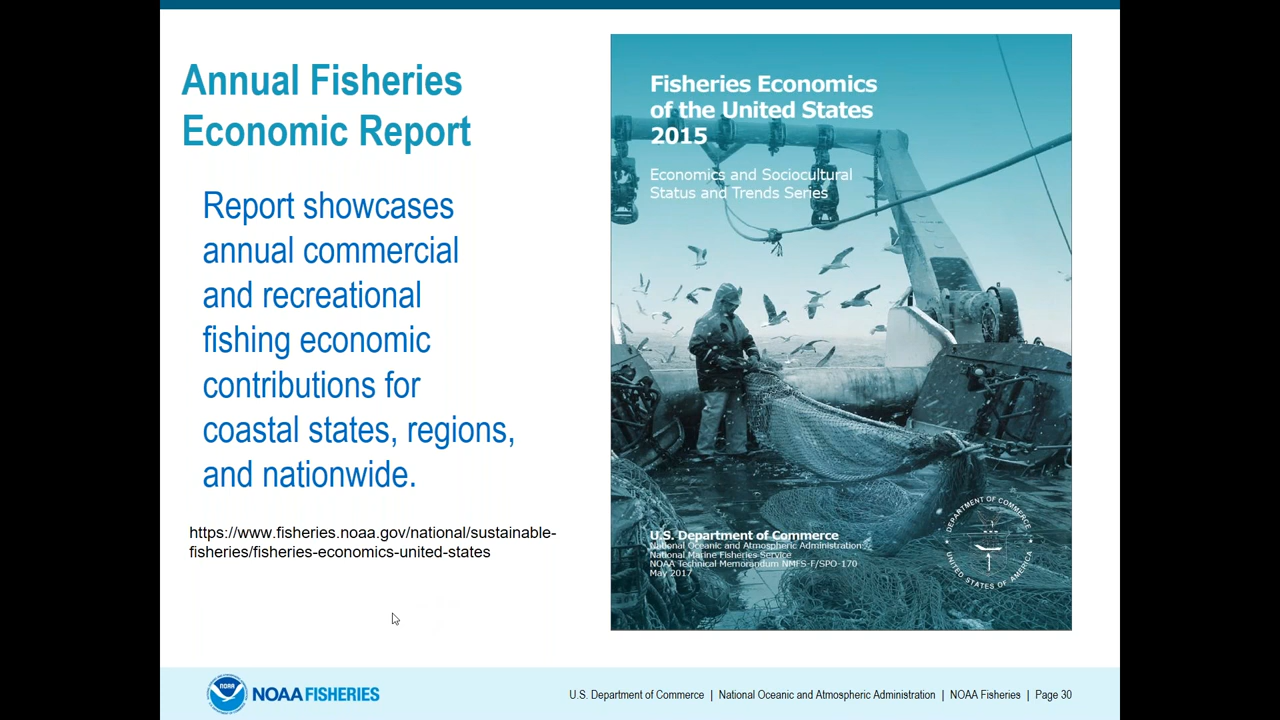 Annual Fisheries
Economic Report
Report showcases
annual commercial
and recreational
fishing economic
contributions for
coastal states, regions,
and nationwide.
https://www.fisheries.noaa.gov/national/sustainable-
fisheries/fisheries-economics-united-states
Fisheries Economics
of the United States
2015
Economics and Sociocultural
Status and Trends Series
U.S. Department of Commerce
National Oceanic and Atmospheric Administration
National Marine Fisheries Service
NOAA Technical Memorandum NMFS-F/SPO-170
May 2017
DEPARTMENT OF COMMERCE
UNITED STATES OF AMERICA
NOAA
NOAA FISHERIES
U.S. Department of Commerce | National Oceanic and Atmospheric Administration | NOAA Fisheries | Page 30